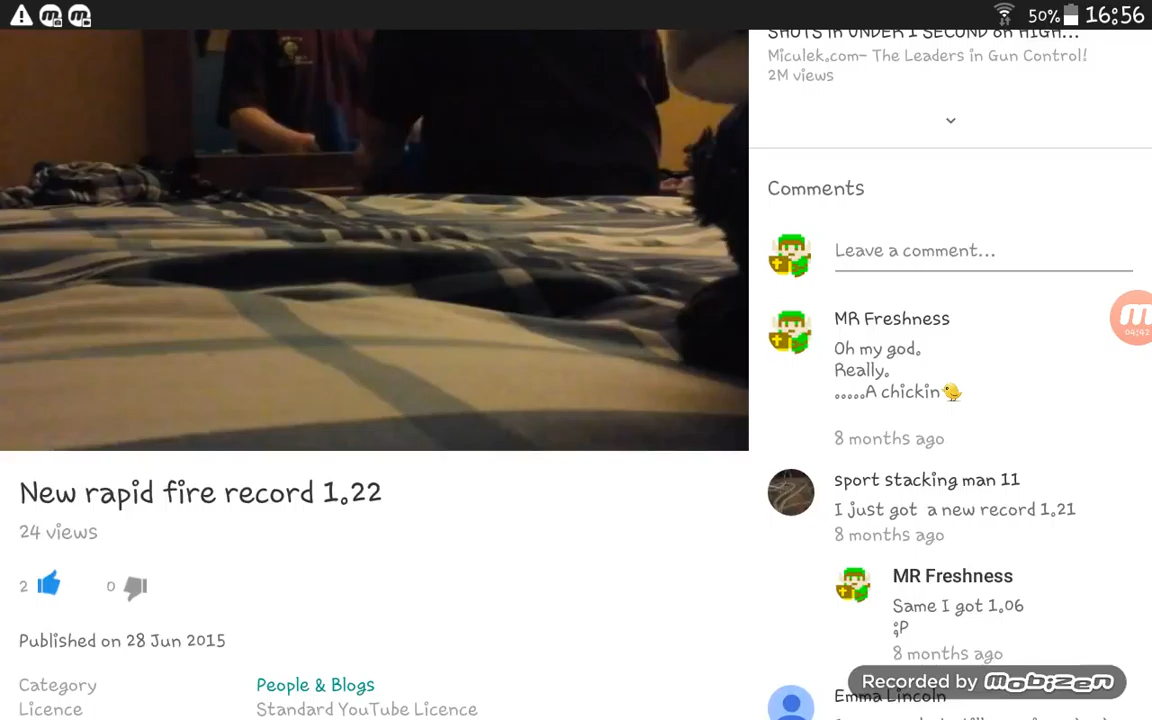 50% 16:56
SHOTS in UNDER 1 SECOND on HIGH...
Miculek.com- The Leaders in Gun Control!
2M views
Comments
Leave a comment...
MR Freshness
Oh my god.
Really.
.....A chickin🐤
8 months ago
04:42
sport stacking man 11
I just got a new record 1.21
8 months ago
MR Freshness
Same I got 1.06
;P
8 months ago
Recorded by mobizen
Emma Lincoln
New rapid fire record 1.22
24 views
2
0
Published on 28 Jun 2015
Category People & Blogs
Licence Standard YouTube Licence